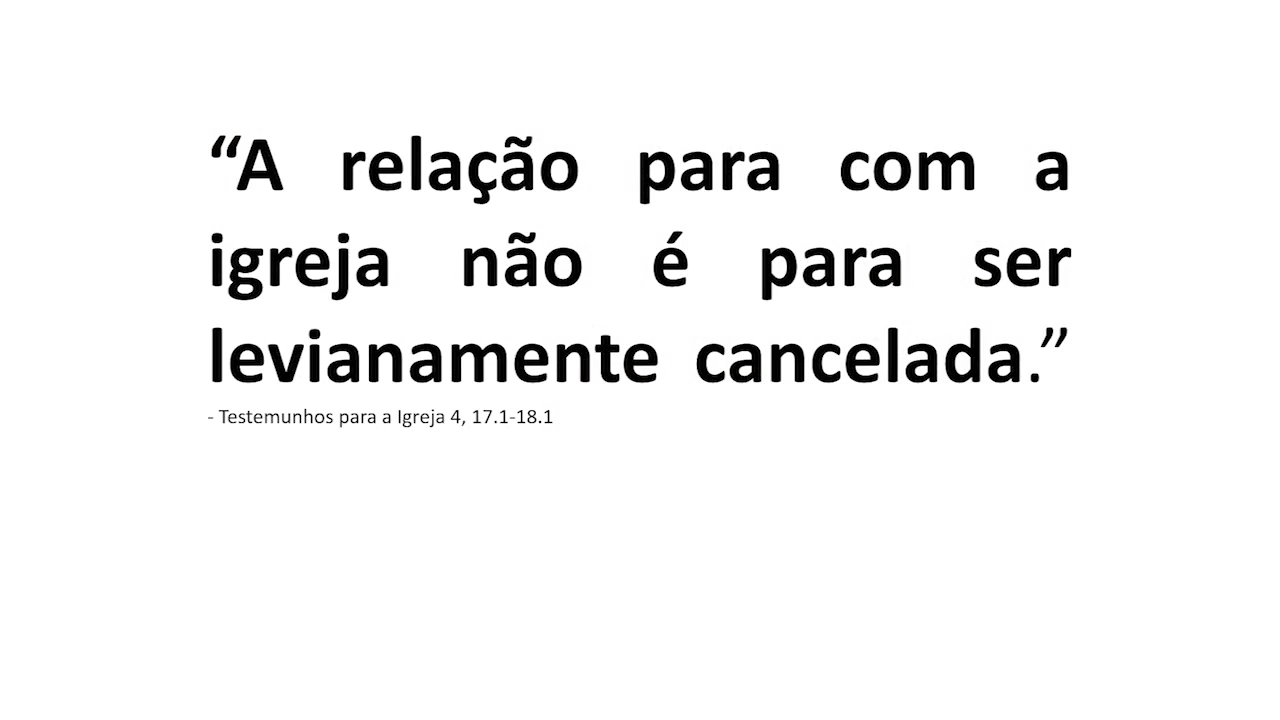 “A relação para com a
igreja não é para ser
levianamente cancelada.”
- Testemunhos para a Igreja 4, 17.1-18.1